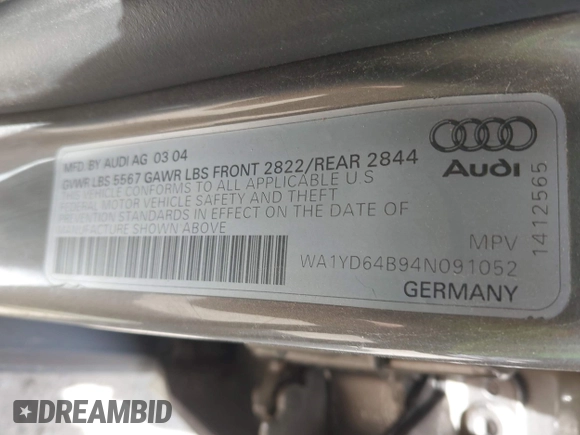 MFD. BY AUDI AG 03 04
GVWR LBS 5567 GAWR LBS FRONT 2822/REAR 2844
THIS VEHICLE CONFORMS TO ALL APPLICABLE U S
FEDERAL MOTOR VEHICLE SAFETY AND THEFT
PREVENTION STANDARDS IN EFFECT ON THE DATE OF
MANUFACTURE SHOWN ABOVE
Audi
MPV
1412565
WA1YD64B94N091052
GERMANY
DREAMBID